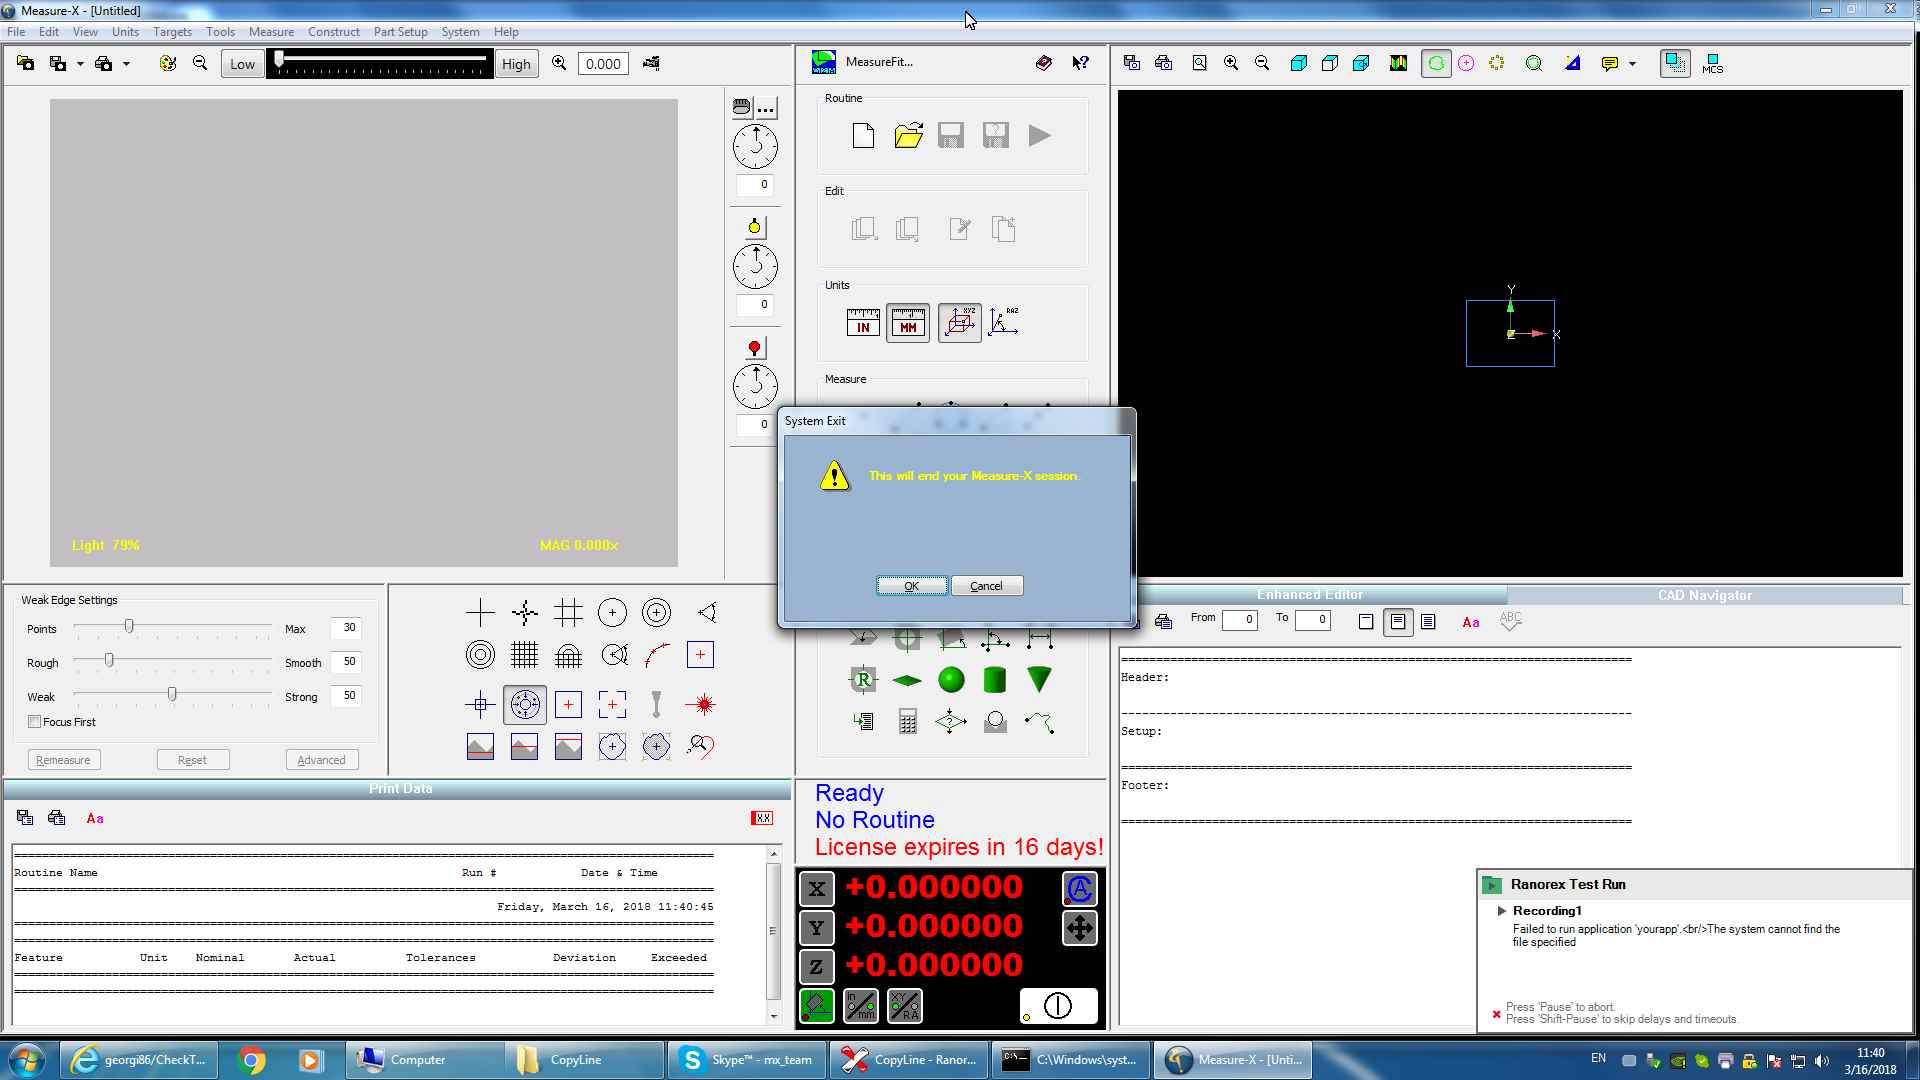 Measure-X - [Untitled]
File Edit View Units Targets Tools Measure Construct Part Setup System Help
Low High 0.000
MeasureFit...
MCS
Routine
0
Edit
0
Units
IN MM XYZ RAZ
Measure
0
Y
X
Z
System Exit
This will end your Measure-X session.
OK Cancel
Light 79% MAG 0.000x
Weak Edge Settings
Points Max 30
Rough Smooth 50
Weak Strong 50
Focus First
Remeasure Reset Advanced
R
Enhanced Editor CAD Navigator
From 0 To 0 Aa ABC
Header:
Setup:
Footer:
Print Data
Aa X.X
Routine Name Run # Date & Time
Friday, March 16, 2018 11:40:45
Feature Unit Nominal Actual Tolerances Deviation Exceeded
Ready
No Routine
License expires in 16 days!
X +0.000000 A
Y +0.000000
Z +0.000000
in mm XY RA
Ranorex Test Run
Recording1
Failed to run application 'yourapp'.<br/>The system cannot find the
file specified
Press 'Pause' to abort.
Press 'Shift-Pause' to skip delays and timeouts.
georgi86/CheckT... Computer CopyLine Skype™ - mx_team CopyLine - Ranor... C:\Windows\syst... Measure-X - [Unti... EN 11:40
3/16/2018